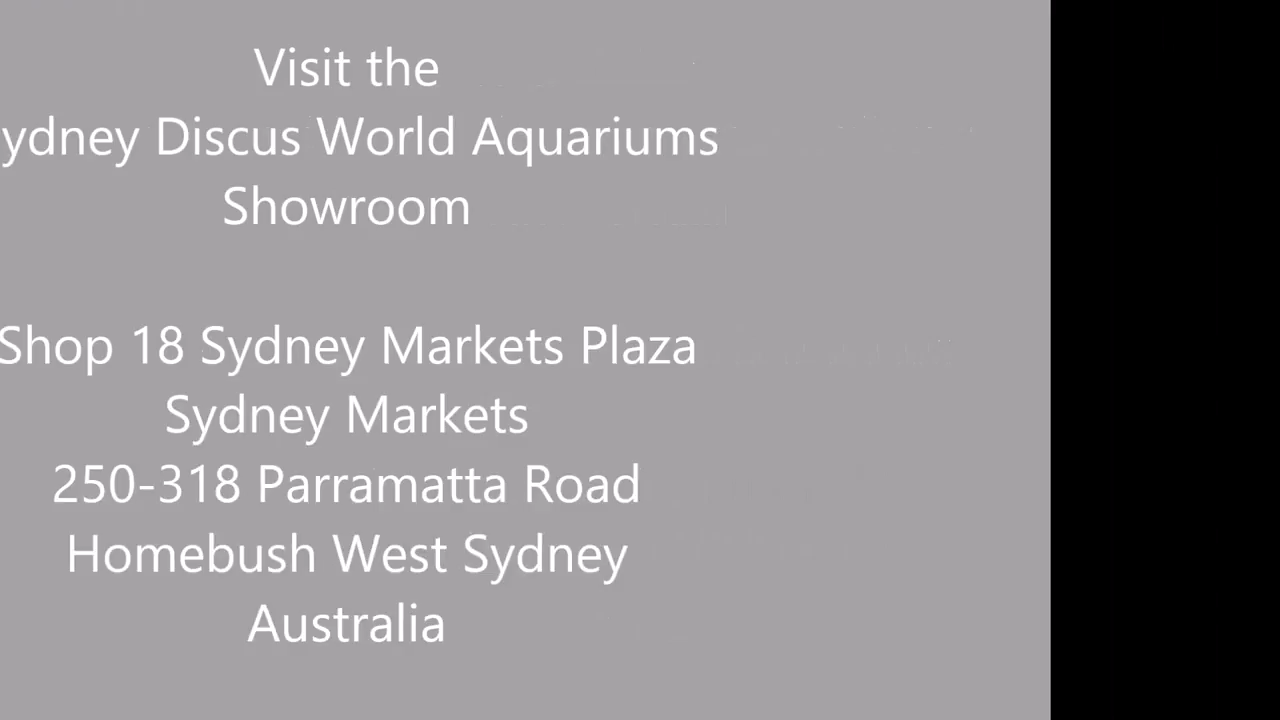 Visit the
ydney Discus World Aquariums
Showroom
Shop 18 Sydney Markets Plaza
Sydney Markets
250-318 Parramatta Road
Homebush West Sydney
Australia